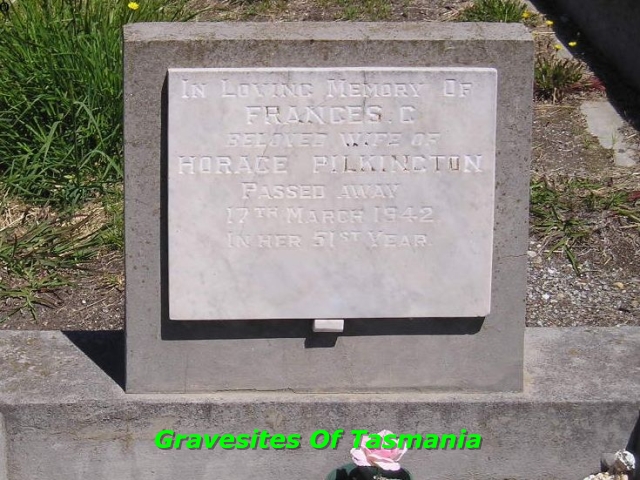 In Loving Memory Of
FRANCES. C
BELOVED WIFE OF
HORACE PILKINGTON
PASSED AWAY
17TH MARCH 1942
IN HER 51ST YEAR
Gravesites Of Tasmania